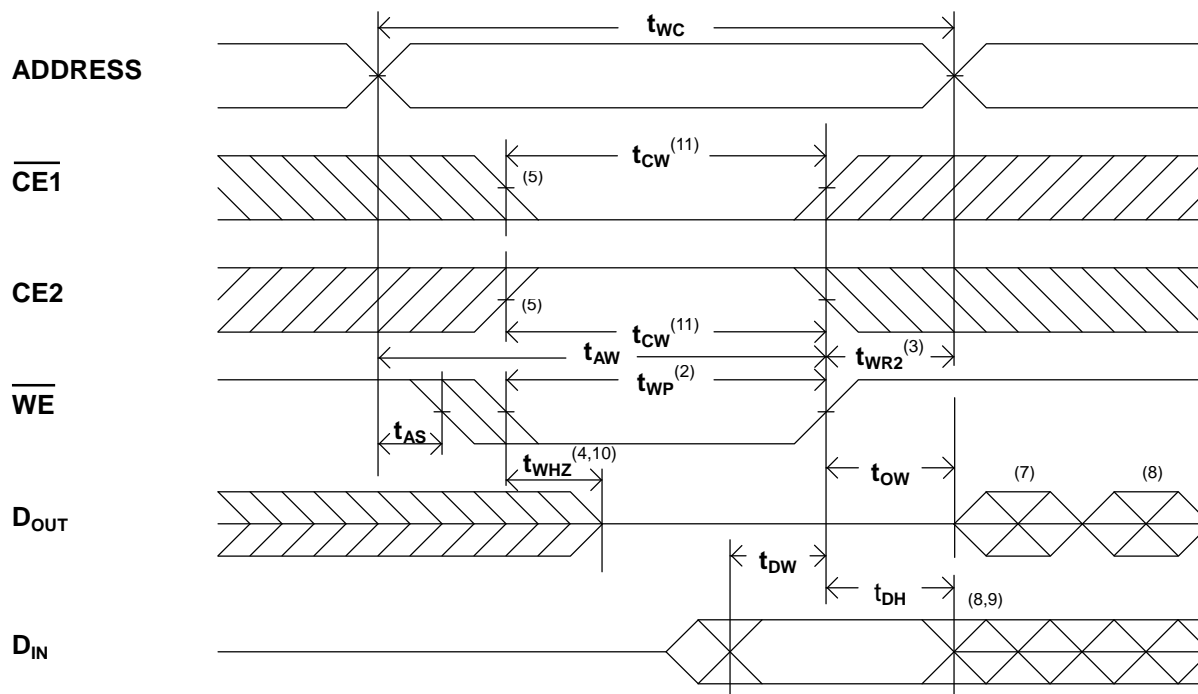 tWC
ADDRESS
CE1
(5)
tCW(11)
CE2
(5)
tCW(11)
tAW
tWR2(3)
WE
tWP(2)
tAS
tWHZ(4,10)
tOW
DOUT
(7)
(8)
tDW
tDH
DIN
(8,9)